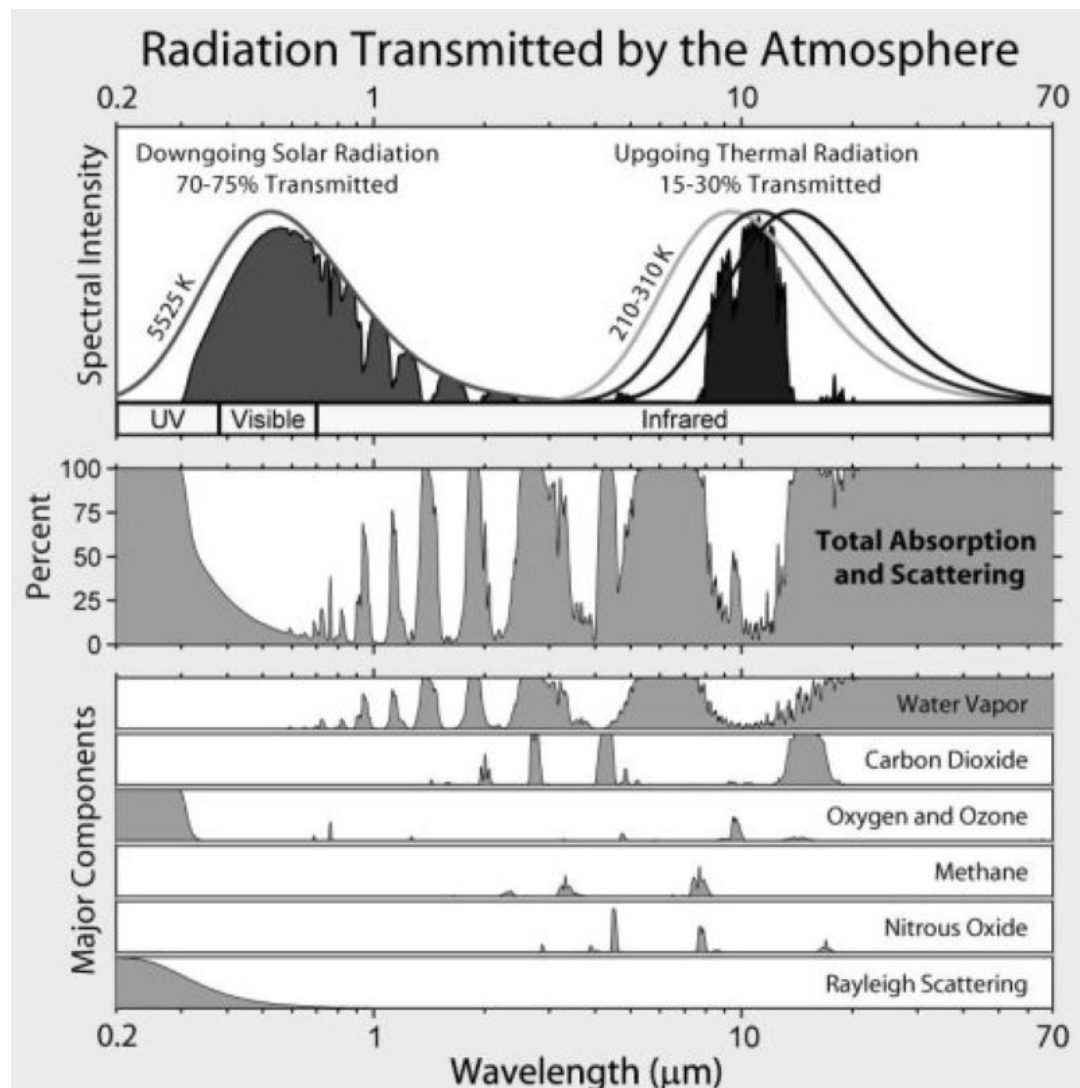 Radiation Transmitted by the Atmosphere
0.2 1 10 70
Spectral Intensity
Downgoing Solar Radiation
70-75% Transmitted
Upgoing Thermal Radiation
15-30% Transmitted
5525 K
210-310 K
UV Visible Infrared
Percent
100
75
50
25
0
Total Absorption
and Scattering
Major Components
Water Vapor
Carbon Dioxide
Oxygen and Ozone
Methane
Nitrous Oxide
Rayleigh Scattering
0.2 1 10 70
Wavelength (μm)